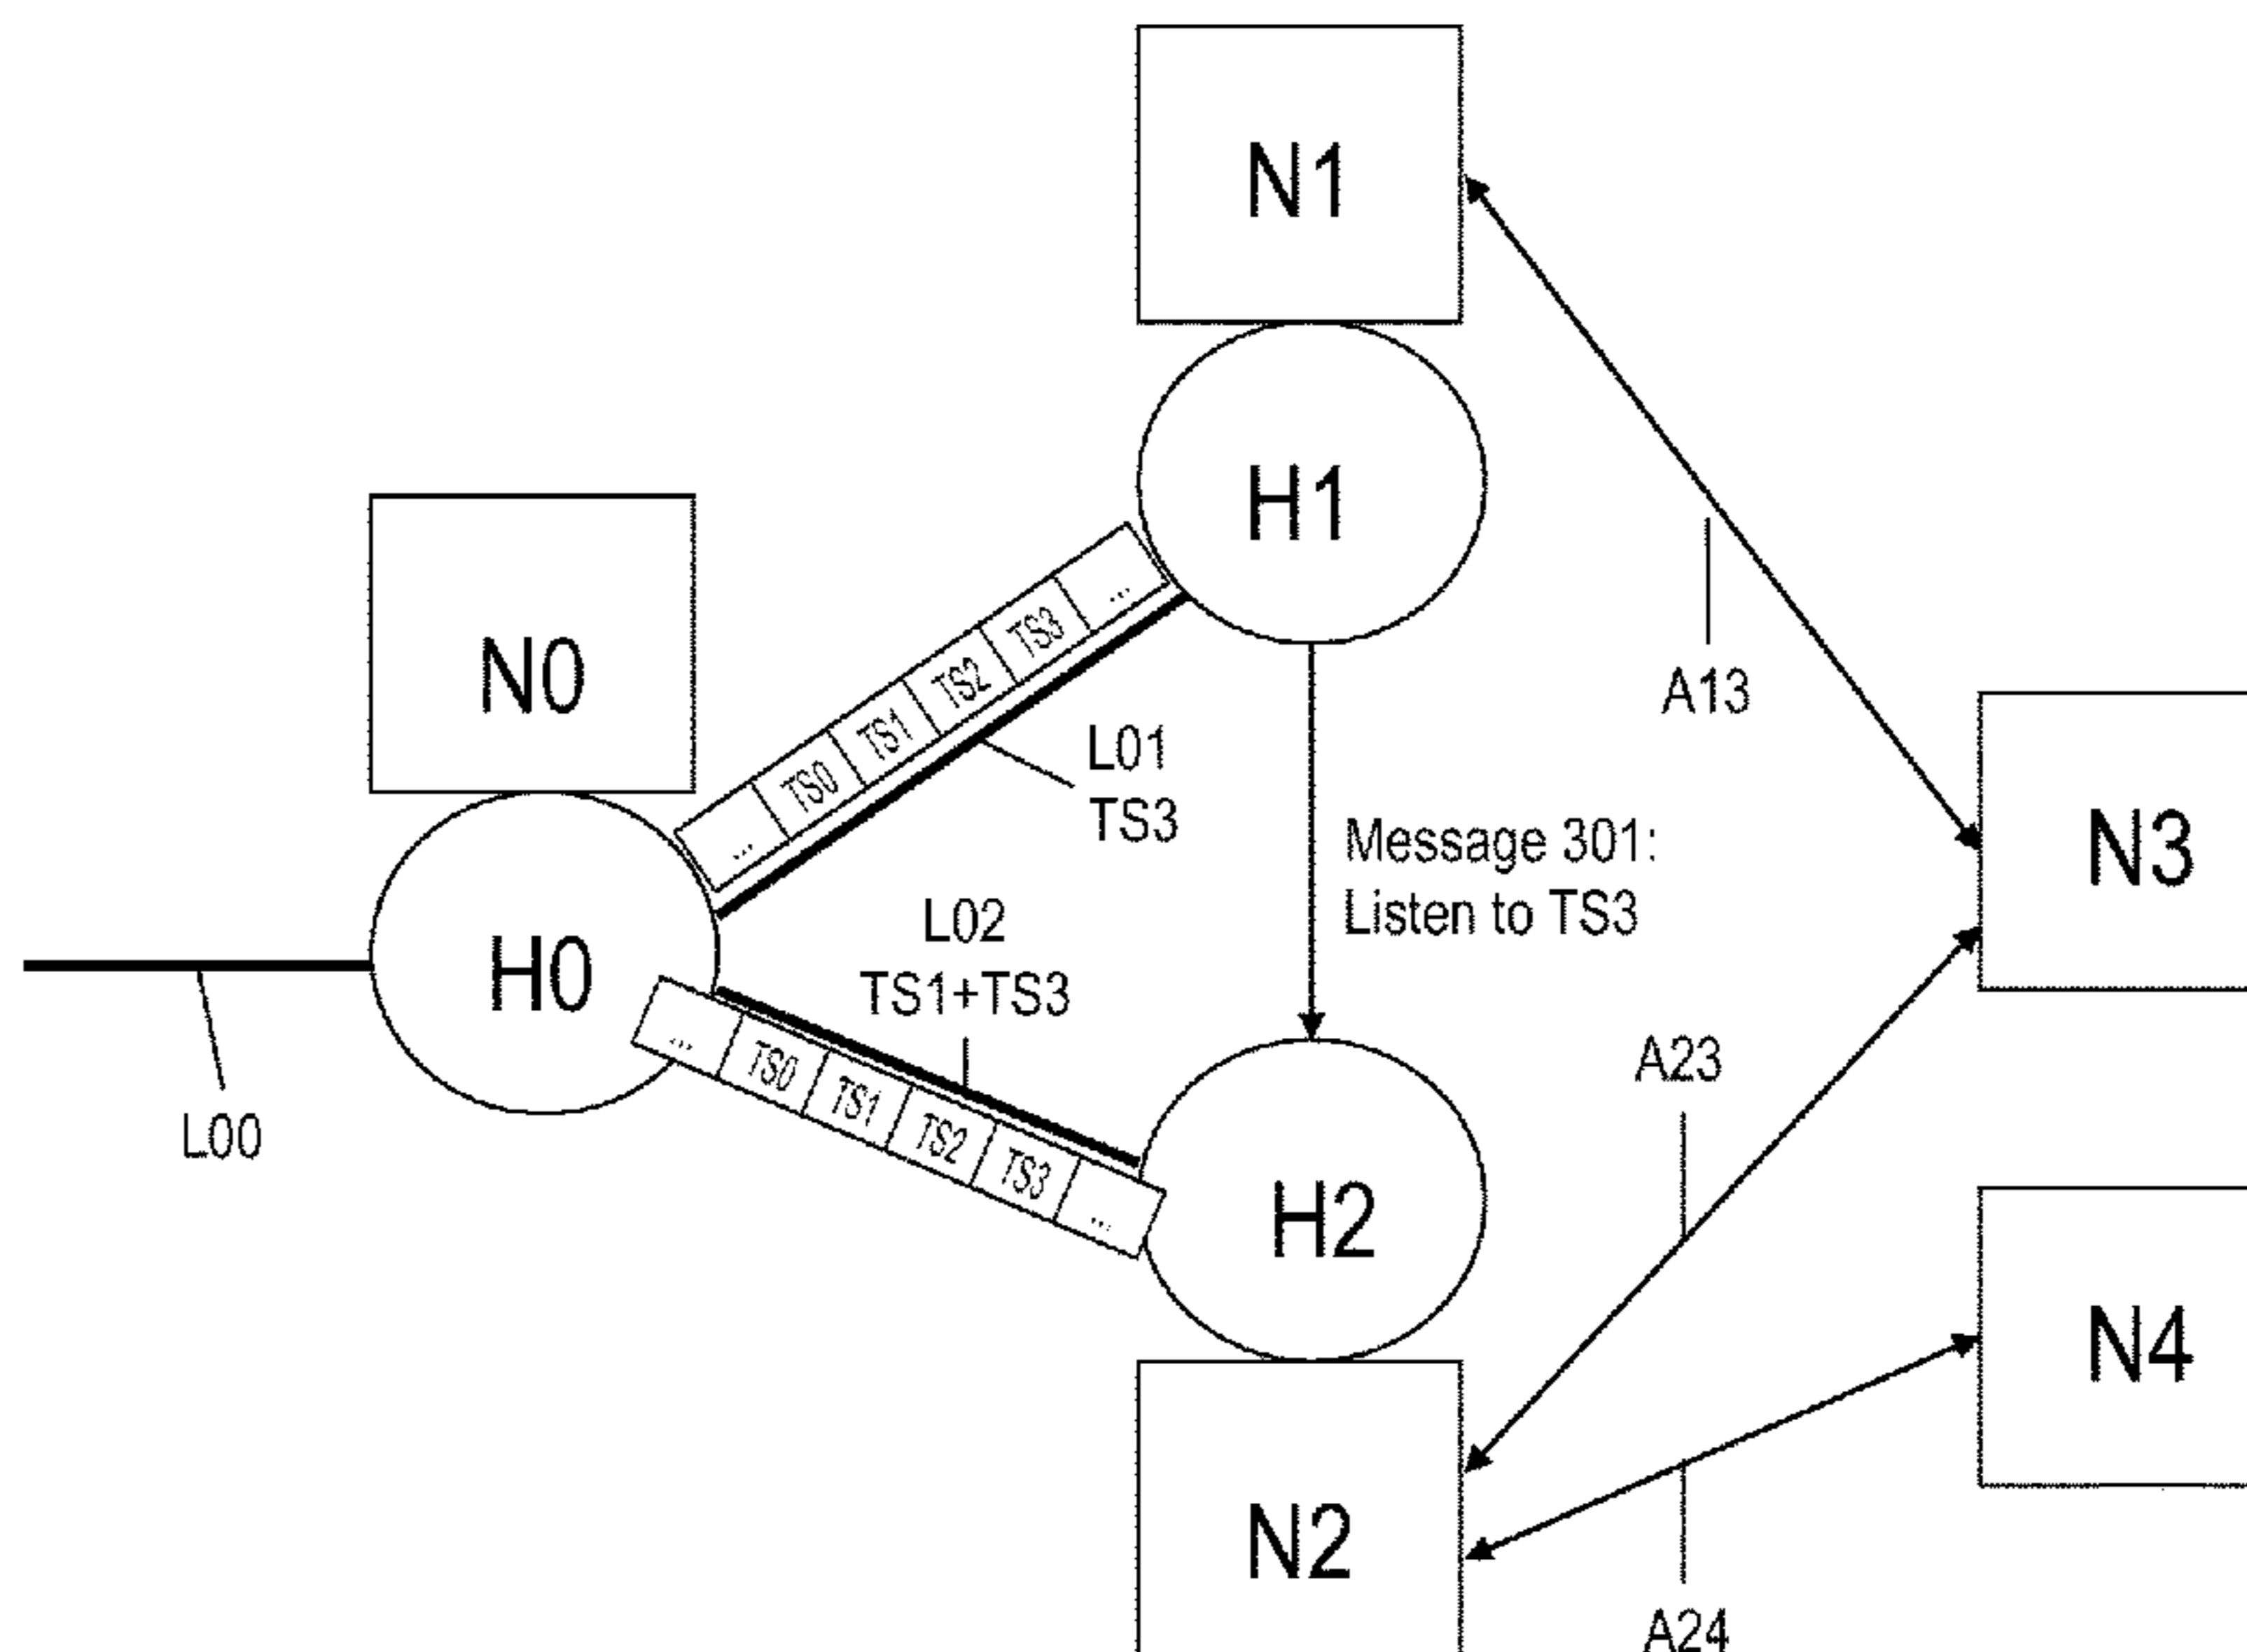 N1
H1
N0
... TS0 TS1 TS2 TS3 ...
A13
L01
TS3
N3
Message 301:
Listen to TS3
L02
TS1+TS3
H0
L00
... TS0 TS1 TS2 TS3 ...
A23
H2
N4
N2
A24